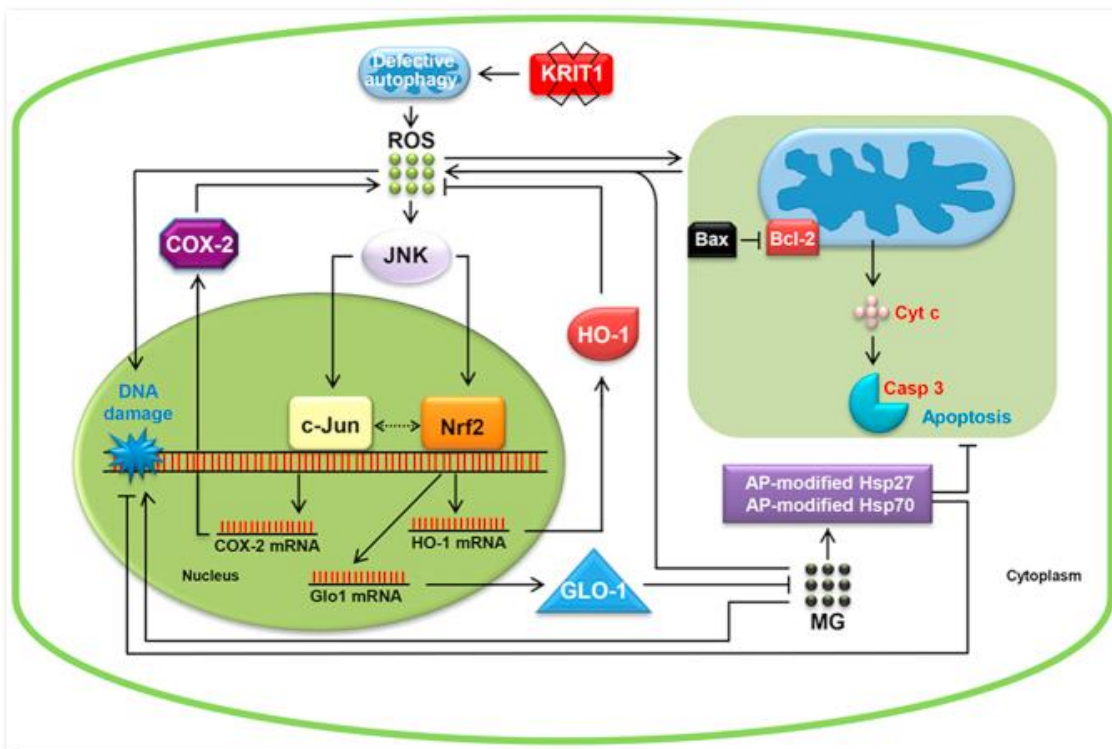 Defective
autophagy
KRIT1
ROS
COX-2
JNK
Bax
Bcl-2
Cyt c
HO-1
Casp 3
Apoptosis
DNA
damage
c-Jun
Nrf2
AP-modified Hsp27
AP-modified Hsp70
COX-2 mRNA
HO-1 mRNA
Nucleus
Glo1 mRNA
GLO-1
MG
Cytoplasm